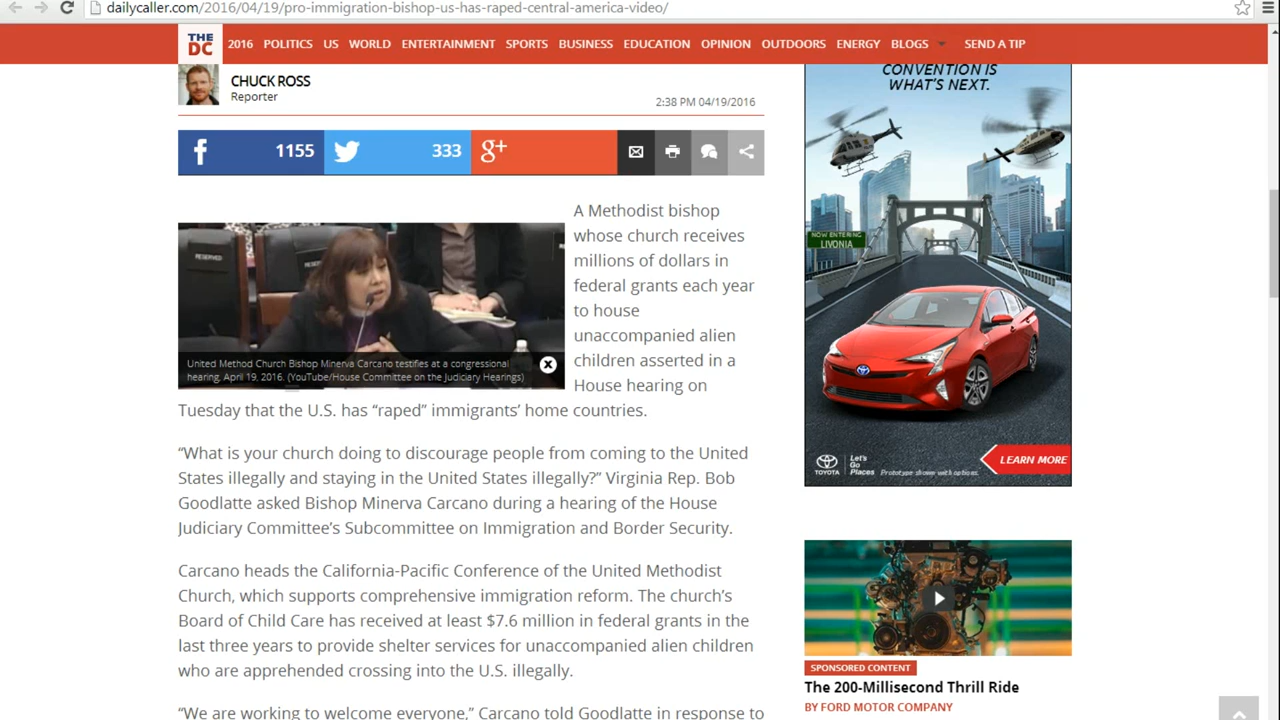 dailycaller.com/2016/04/19/pro-immigration-bishop-us-has-raped-central-america-video/
THE DC
2016 POLITICS US WORLD ENTERTAINMENT SPORTS BUSINESS EDUCATION OPINION OUTDOORS ENERGY BLOGS SEND A TIP
CHUCK ROSS
Reporter
2:38 PM 04/19/2016
f 1155 333 g+
RESERVED
RESERVED
United Method Church Bishop Minerva Carcano testifies at a congressional
hearing, April 19, 2016. (YouTube/House Committee on the Judiciary Hearings)
A Methodist bishop
whose church receives
millions of dollars in
federal grants each year
to house
unaccompanied alien
children asserted in a
House hearing on
Tuesday that the U.S. has “raped” immigrants’ home countries.
“What is your church doing to discourage people from coming to the United
States illegally and staying in the United States illegally?” Virginia Rep. Bob
Goodlatte asked Bishop Minerva Carcano during a hearing of the House
Judiciary Committee’s Subcommittee on Immigration and Border Security.
Carcano heads the California-Pacific Conference of the United Methodist
Church, which supports comprehensive immigration reform. The church’s
Board of Child Care has received at least $7.6 million in federal grants in the
last three years to provide shelter services for unaccompanied alien children
who are apprehended crossing into the U.S. illegally.
“We are working to welcome everyone,” Carcano told Goodlatte in response to
CONVENTION IS
WHAT'S NEXT.
NOW ENTERING
LIVONIA
TOYOTA
Let's
Go
Places
Prototype shown with options.
LEARN MORE
SPONSORED CONTENT
The 200-Millisecond Thrill Ride
BY FORD MOTOR COMPANY